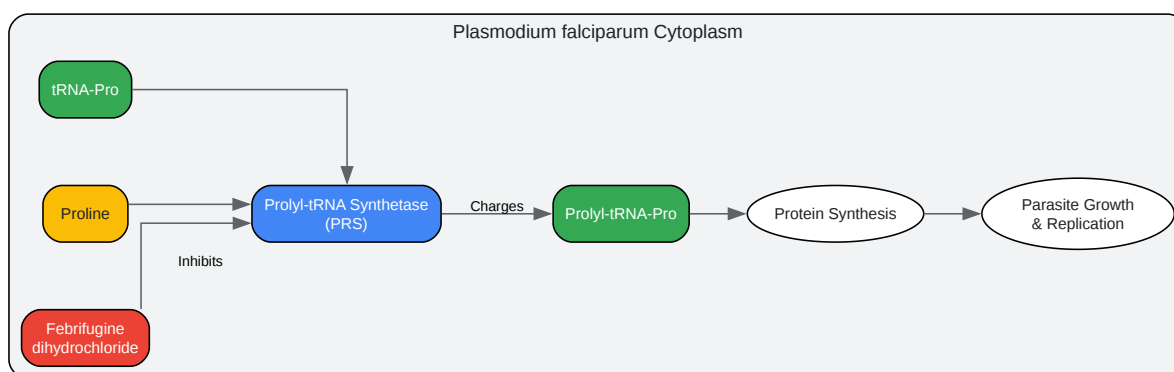 Plasmodium falciparum Cytoplasm
tRNA-Pro
Proline
Prolyl-tRNA Synthetase
(PRS)
Charges
Prolyl-tRNA-Pro
Protein Synthesis
Parasite Growth
& Replication
Inhibits
Febrifugine
dihydrochloride